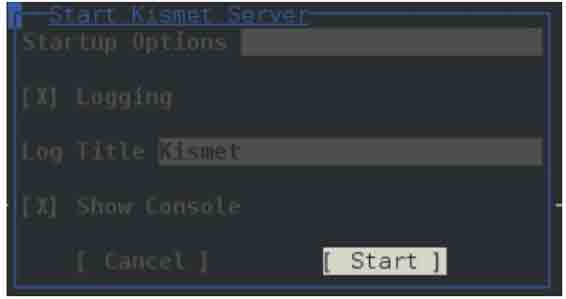 Start Kismet Server
Startup Options
[X] Logging
Log Title Kismet
[X] Show Console
[ Cancel ] [ Start ]